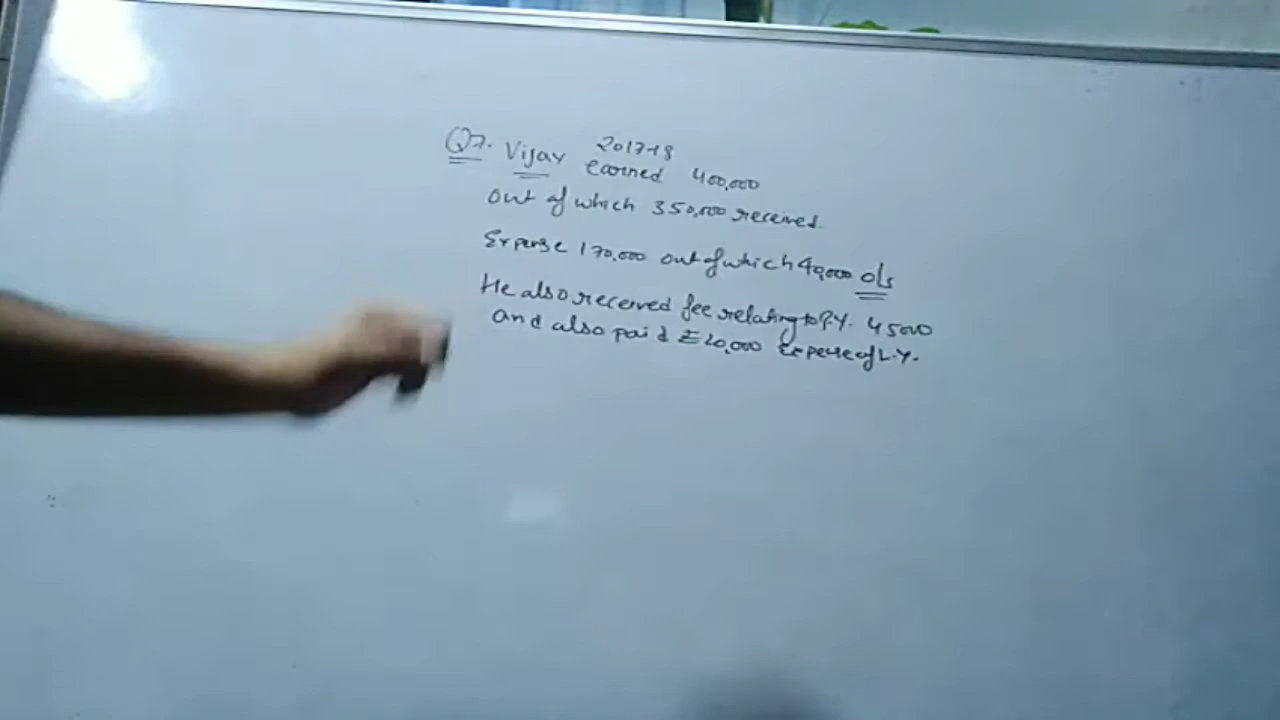 Q7. Vijay earned 400,000
2017-18
out of which 350,000 received.
Expense 170,000 out of which 40,000 o/s
He also received fee relating to P.Y. 45000
and also paid ₹20,000 Expense of L.Y.